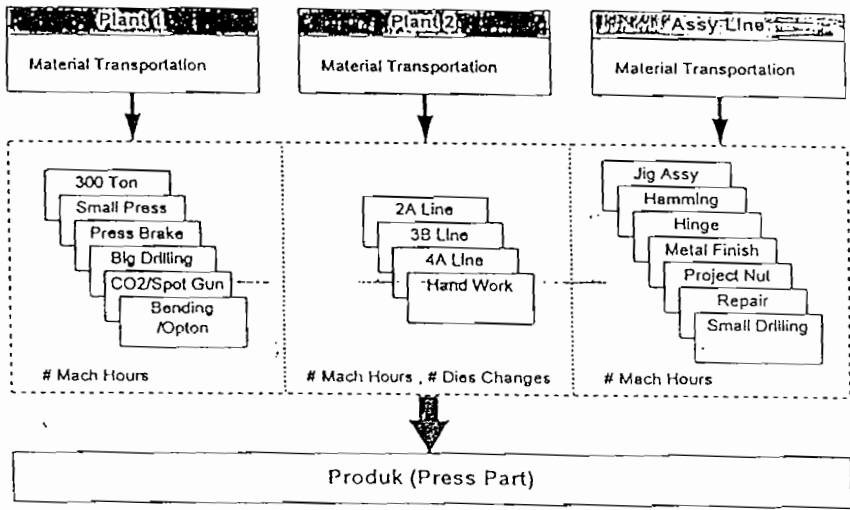 Plant 1
Material Transportation
Plant 2
Material Transportation
Assy Line
Material Transportation
300 Ton
Small Press
Press Brake
Big Drilling
CO2/Spot Gun
Bending
/Opton
# Mach Hours
2A Line
3B Line
4A Line
Hand Work
# Mach Hours , # Dies Changes
Jig Assy
Hamming
Hinge
Metal Finish
Project Nut
Repair
Small Drilling
# Mach Hours
Produk (Press Part)